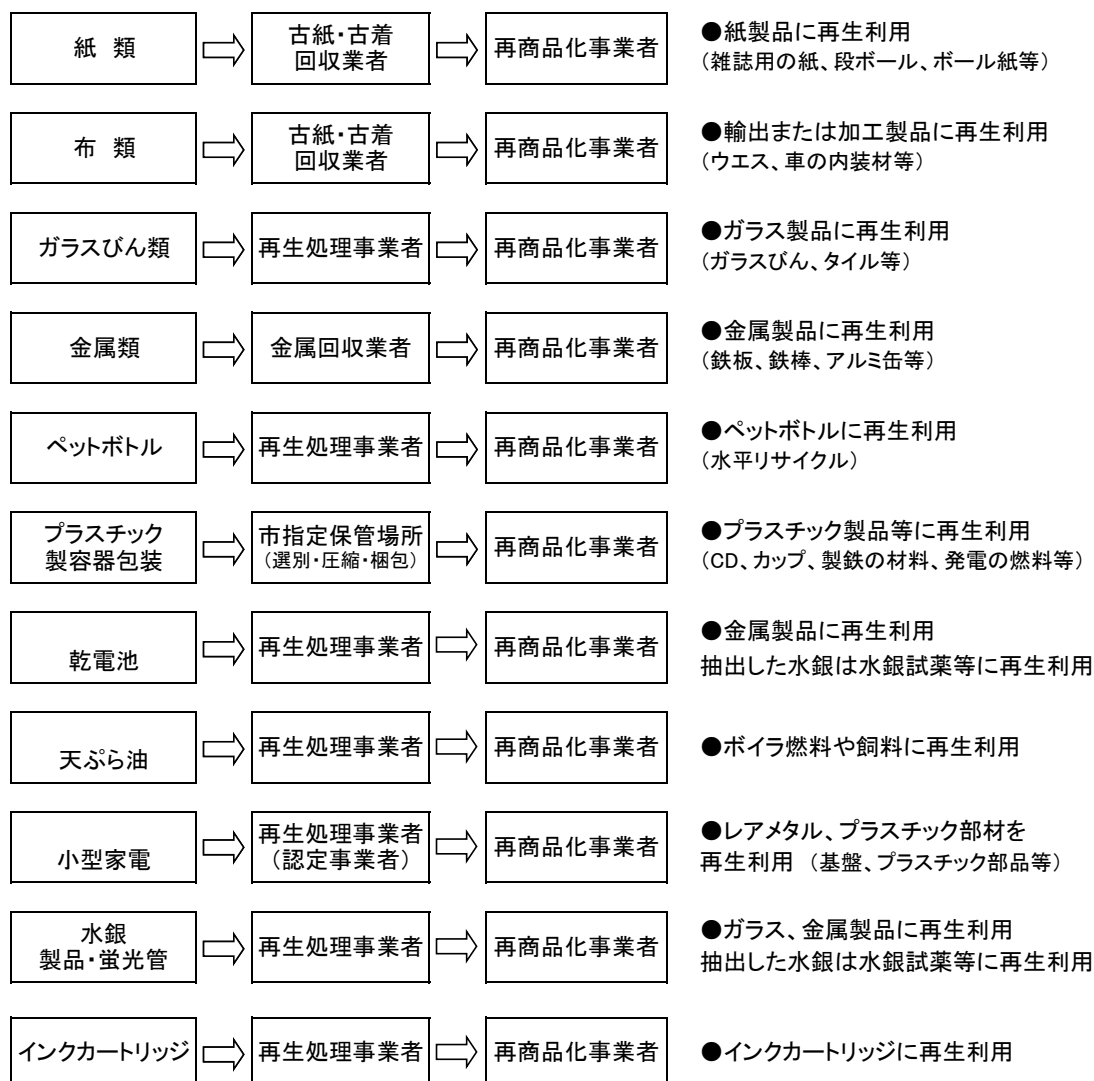 紙 類
古紙・古着
回収業者
再商品化事業者
●紙製品に再生利用
（雑誌用の紙、段ボール、ボール紙等）
布 類
古紙・古着
回収業者
再商品化事業者
●輸出または加工製品に再生利用
（ウエス、車の内装材等）
ガラスびん類
再生処理事業者
再商品化事業者
●ガラス製品に再生利用
（ガラスびん、タイル等）
金属類
金属回収業者
再商品化事業者
●金属製品に再生利用
（鉄板、鉄棒、アルミ缶等）
ペットボトル
再生処理事業者
再商品化事業者
●ペットボトルに再生利用
（水平リサイクル）
プラスチック
製容器包装
市指定保管場所
（選別・圧縮・梱包）
再商品化事業者
●プラスチック製品等に再生利用
（CD、カップ、製鉄の材料、発電の燃料等）
乾電池
再生処理事業者
再商品化事業者
●金属製品に再生利用
抽出した水銀は水銀試薬等に再生利用
天ぷら油
再生処理事業者
再商品化事業者
●ボイラ燃料や飼料に再生利用
小型家電
再生処理事業者
（認定事業者）
再商品化事業者
●レアメタル、プラスチック部材を
再生利用 （基盤、プラスチック部品等）
水銀
製品・蛍光管
再生処理事業者
再商品化事業者
●ガラス、金属製品に再生利用
抽出した水銀は水銀試薬等に再生利用
インクカートリッジ
再生処理事業者
再商品化事業者
●インクカートリッジに再生利用